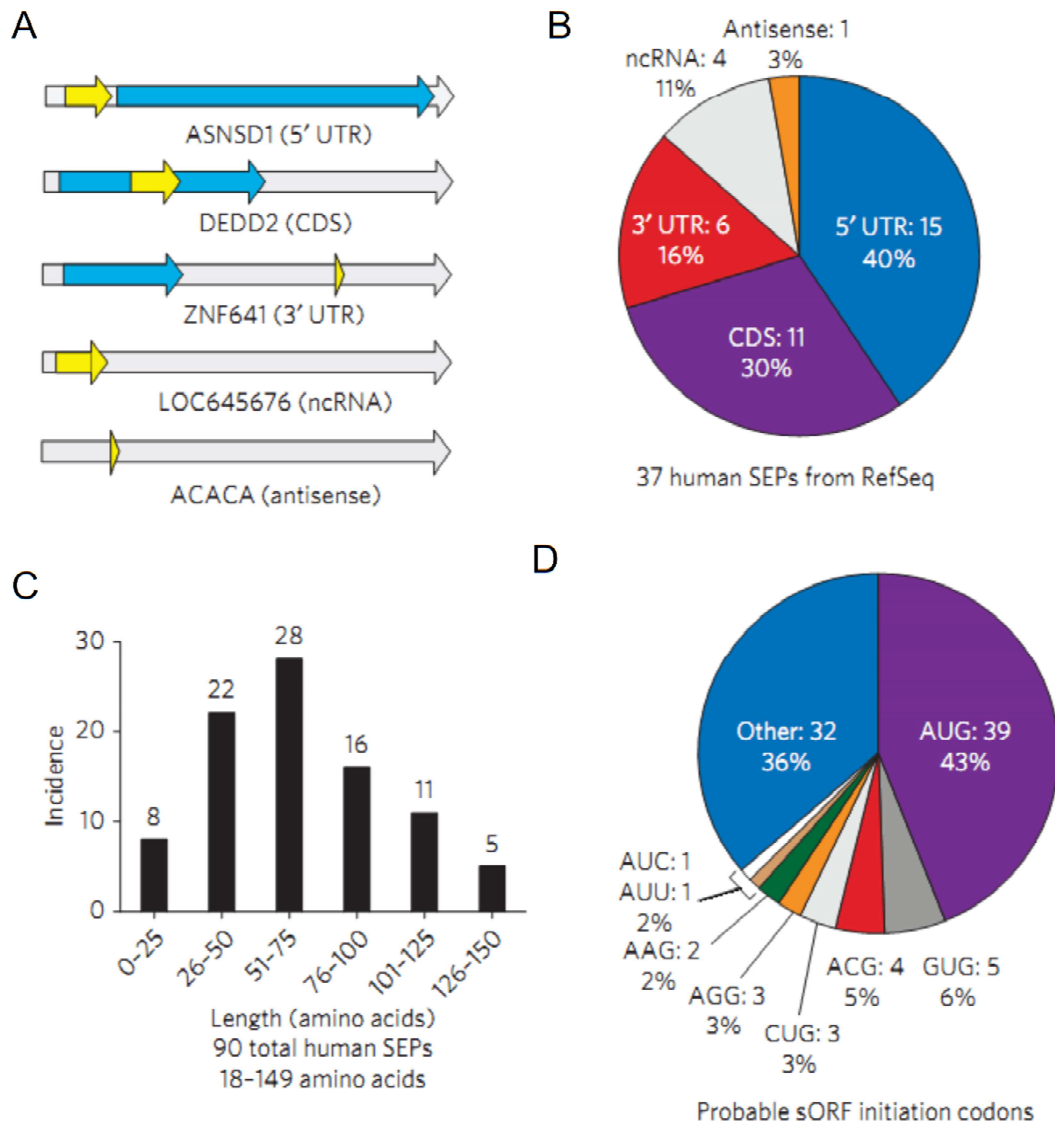 A
ASNSD1 (5′ UTR)
DEDD2 (CDS)
ZNF641 (3′ UTR)
LOC645676 (ncRNA)
ACACA (antisense)
B
Antisense: 1
3%
ncRNA: 4
11%
3′ UTR: 6
16%
5′ UTR: 15
40%
CDS: 11
30%
37 human SEPs from RefSeq
C
Incidence
30
20
10
0
8
22
28
16
11
5
0–25
26–50
51–75
76–100
101–125
126–150
Length (amino acids)
90 total human SEPs
18–149 amino acids
D
Other: 32
36%
AUG: 39
43%
AUC: 1
AUU: 1
2%
AAG: 2
2%
AGG: 3
3%
CUG: 3
3%
ACG: 4
5%
GUG: 5
6%
Probable sORF initiation codons